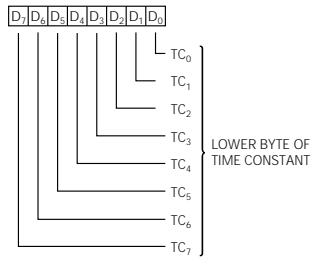 D₇ D₆ D₅ D₄ D₃ D₂ D₁ D₀
TC₀
TC₁
TC₂
TC₃
TC₄
TC₅
TC₆
TC₇
LOWER BYTE OF
TIME CONSTANT